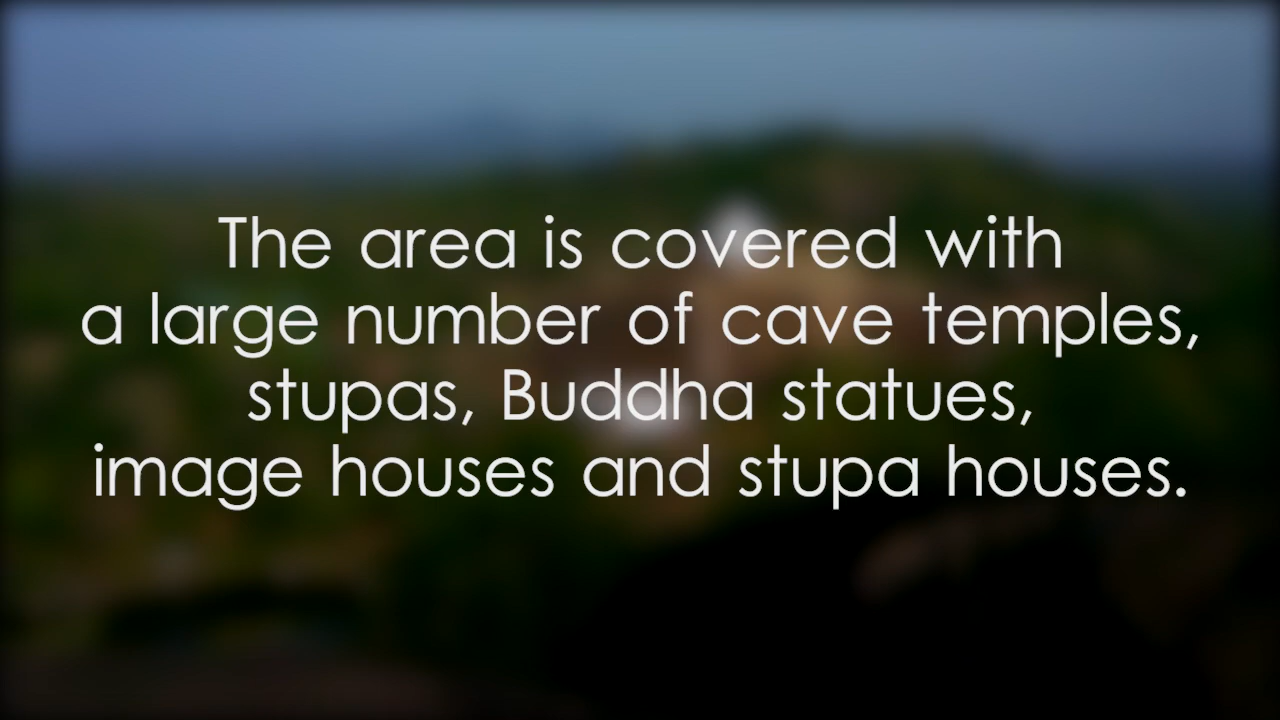 The area is covered with
a large number of cave temples,
stupas, Buddha statues,
image houses and stupa houses.